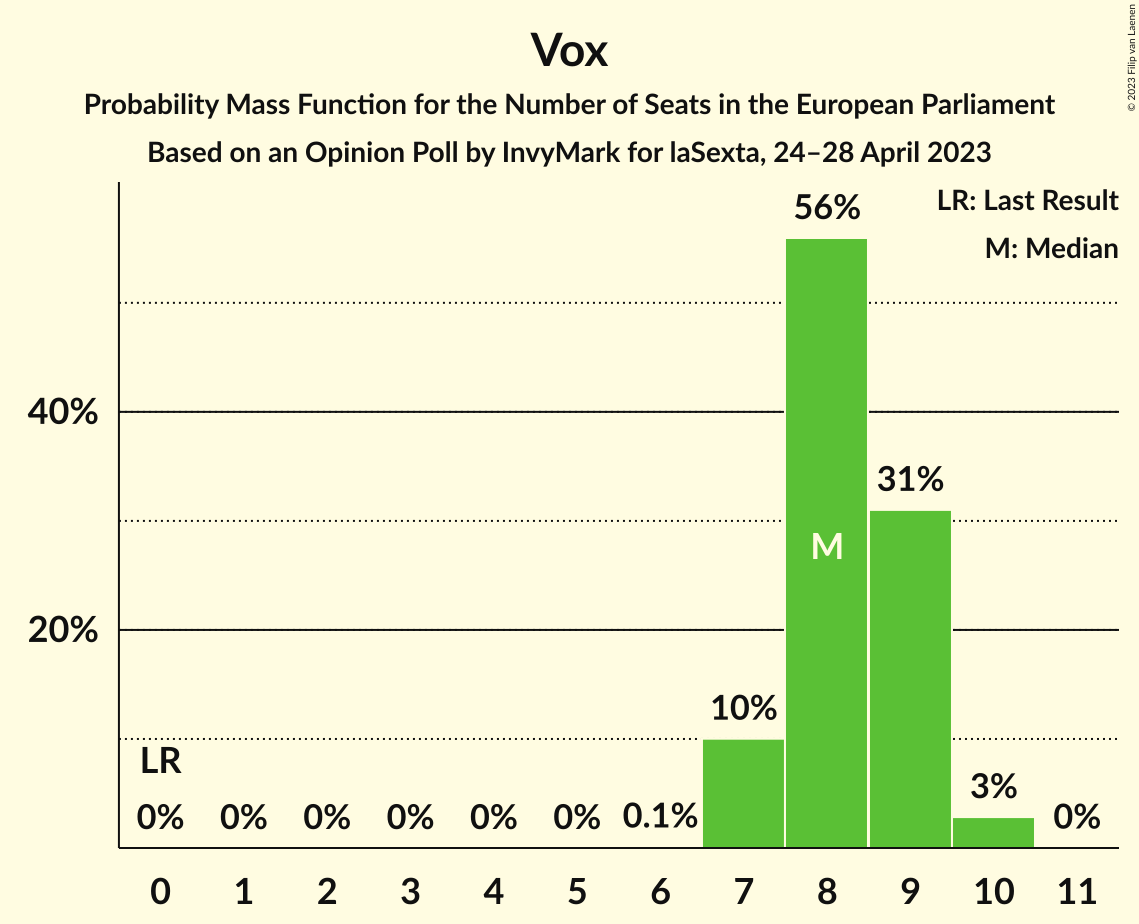 Vox
Probability Mass Function for the Number of Seats in the European Parliament
Based on an Opinion Poll by InvyMark for laSexta, 24–28 April 2023
© 2023 Filip van Laenen
LR: Last Result
M: Median
56%
40%
31%
M
20%
10%
LR
3%
0% 0% 0% 0% 0% 0% 0.1% 0%
0 1 2 3 4 5 6 7 8 9 10 11